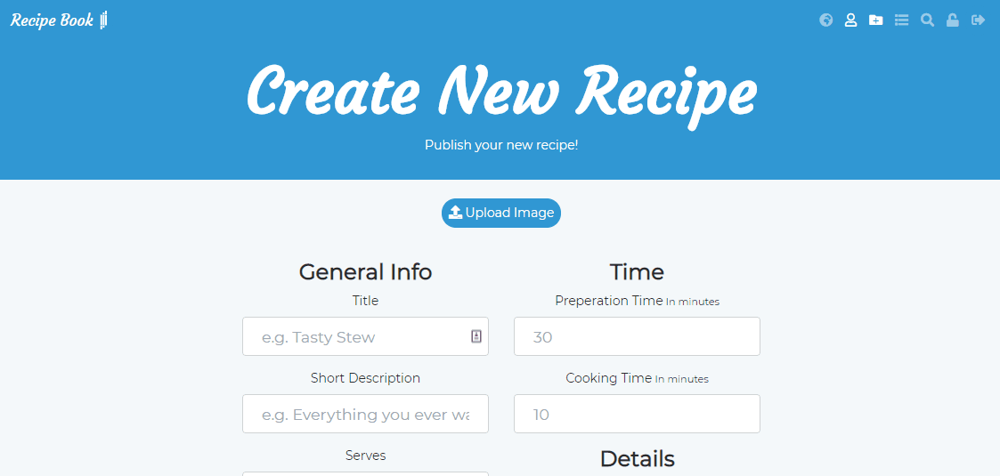 Recipe Book
Create New Recipe
Publish your new recipe!
Upload Image
General Info
Title
e.g. Tasty Stew
Short Description
e.g. Everything you ever wa
Serves
Time
Preperation Time In minutes
30
Cooking Time In minutes
10
Details